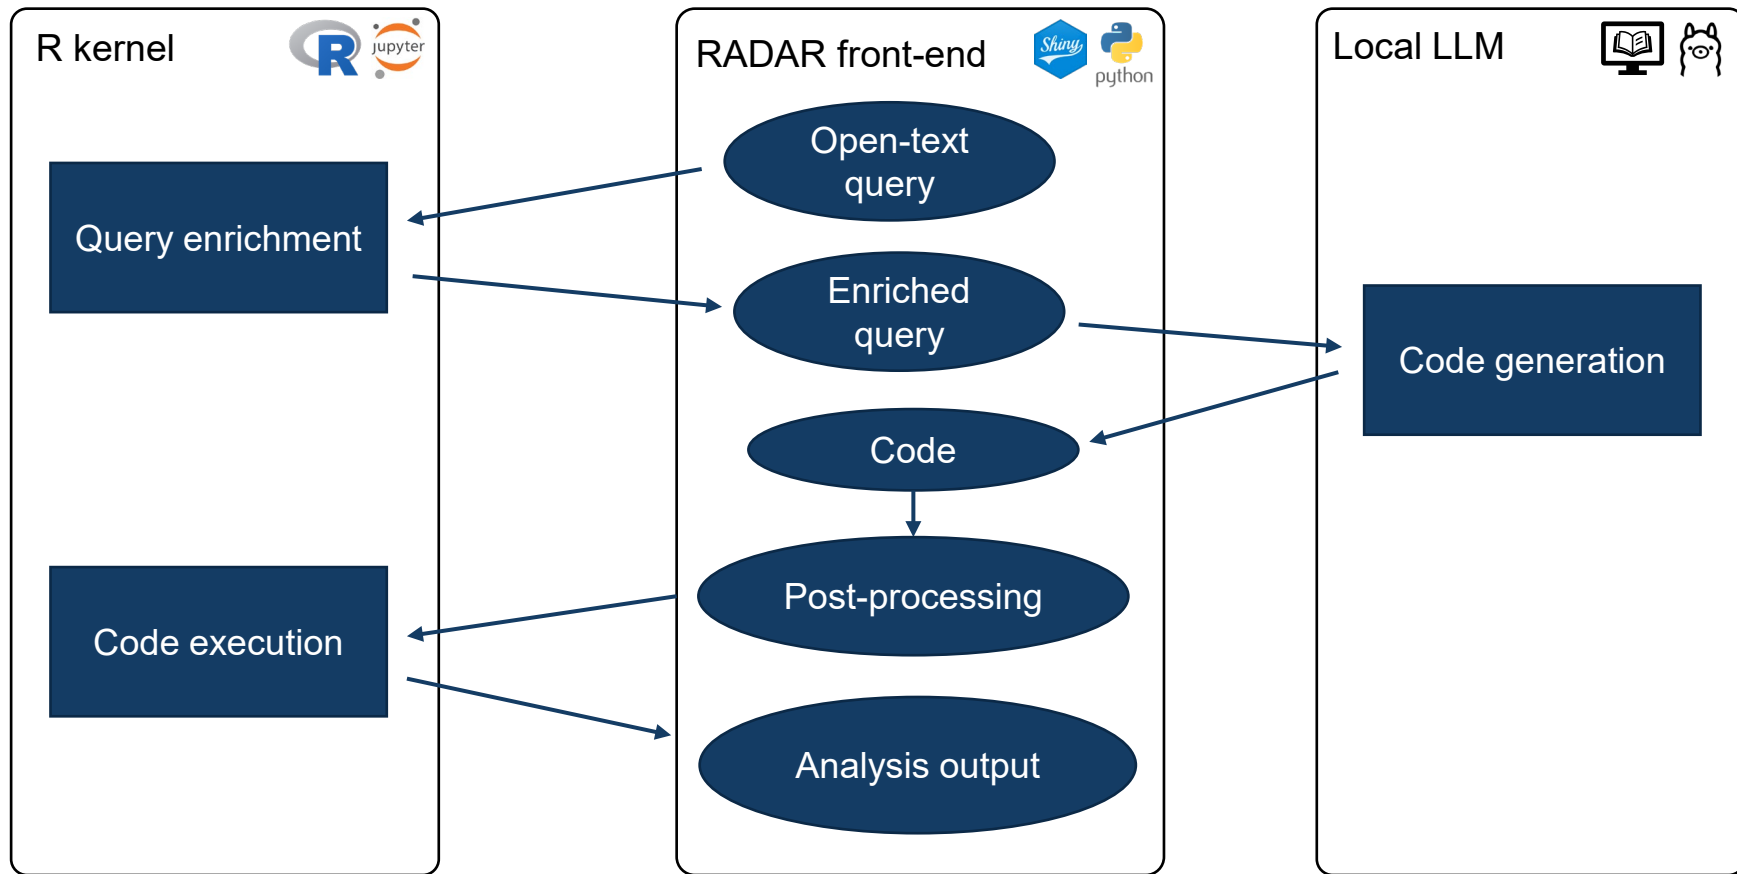 R kernel
R
jupyter
Query enrichment
Code execution
RADAR front-end
Shiny
python
Open-text
query
Enriched
query
Code
Post-processing
Analysis output
Local LLM
Code generation